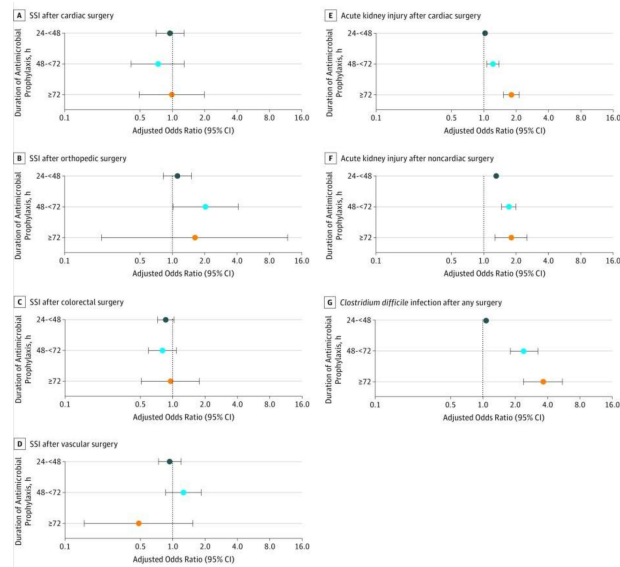 A SSI after cardiac surgery
Duration of Antimicrobial
Prophylaxis, h
24-<48
48-<72
≥72
0.1 0.5 1.0 2.0 4.0 8.0 16.0
Adjusted Odds Ratio (95% CI)
B SSI after orthopedic surgery
Duration of Antimicrobial
Prophylaxis, h
24-<48
48-<72
≥72
0.1 0.5 1.0 2.0 4.0 8.0 16.0
Adjusted Odds Ratio (95% CI)
C SSI after colorectal surgery
Duration of Antimicrobial
Prophylaxis, h
24-<48
48-<72
≥72
0.1 0.5 1.0 2.0 4.0 8.0 16.0
Adjusted Odds Ratio (95% CI)
D SSI after vascular surgery
Duration of Antimicrobial
Prophylaxis, h
24-<48
48-<72
≥72
0.1 0.5 1.0 2.0 4.0 8.0 16.0
Adjusted Odds Ratio (95% CI)
E Acute kidney injury after cardiac surgery
Duration of Antimicrobial
Prophylaxis, h
24-<48
48-<72
≥72
0.1 0.5 1.0 2.0 4.0 8.0 16.0
Adjusted Odds Ratio (95% CI)
F Acute kidney injury after noncardiac surgery
Duration of Antimicrobial
Prophylaxis, h
24-<48
48-<72
≥72
0.1 0.5 1.0 2.0 4.0 8.0 16.0
Adjusted Odds Ratio (95% CI)
G Clostridium difficile infection after any surgery
Duration of Antimicrobial
Prophylaxis, h
24-<48
48-<72
≥72
0.1 0.5 1.0 2.0 4.0 8.0 16.0
Adjusted Odds Ratio (95% CI)